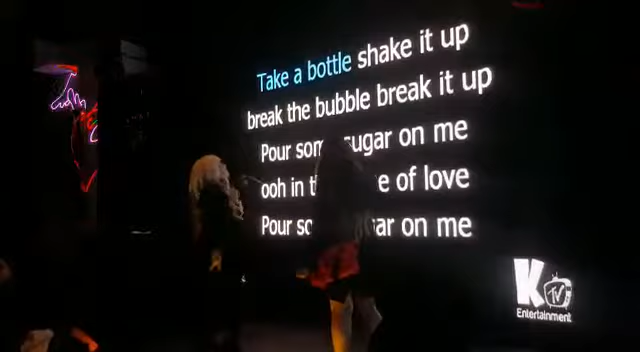 Take a bottle shake it up
break the bubble break it up
Pour som sugar on me
ooh in t e of love
Pour so ar on me
K
TV
Entertainment